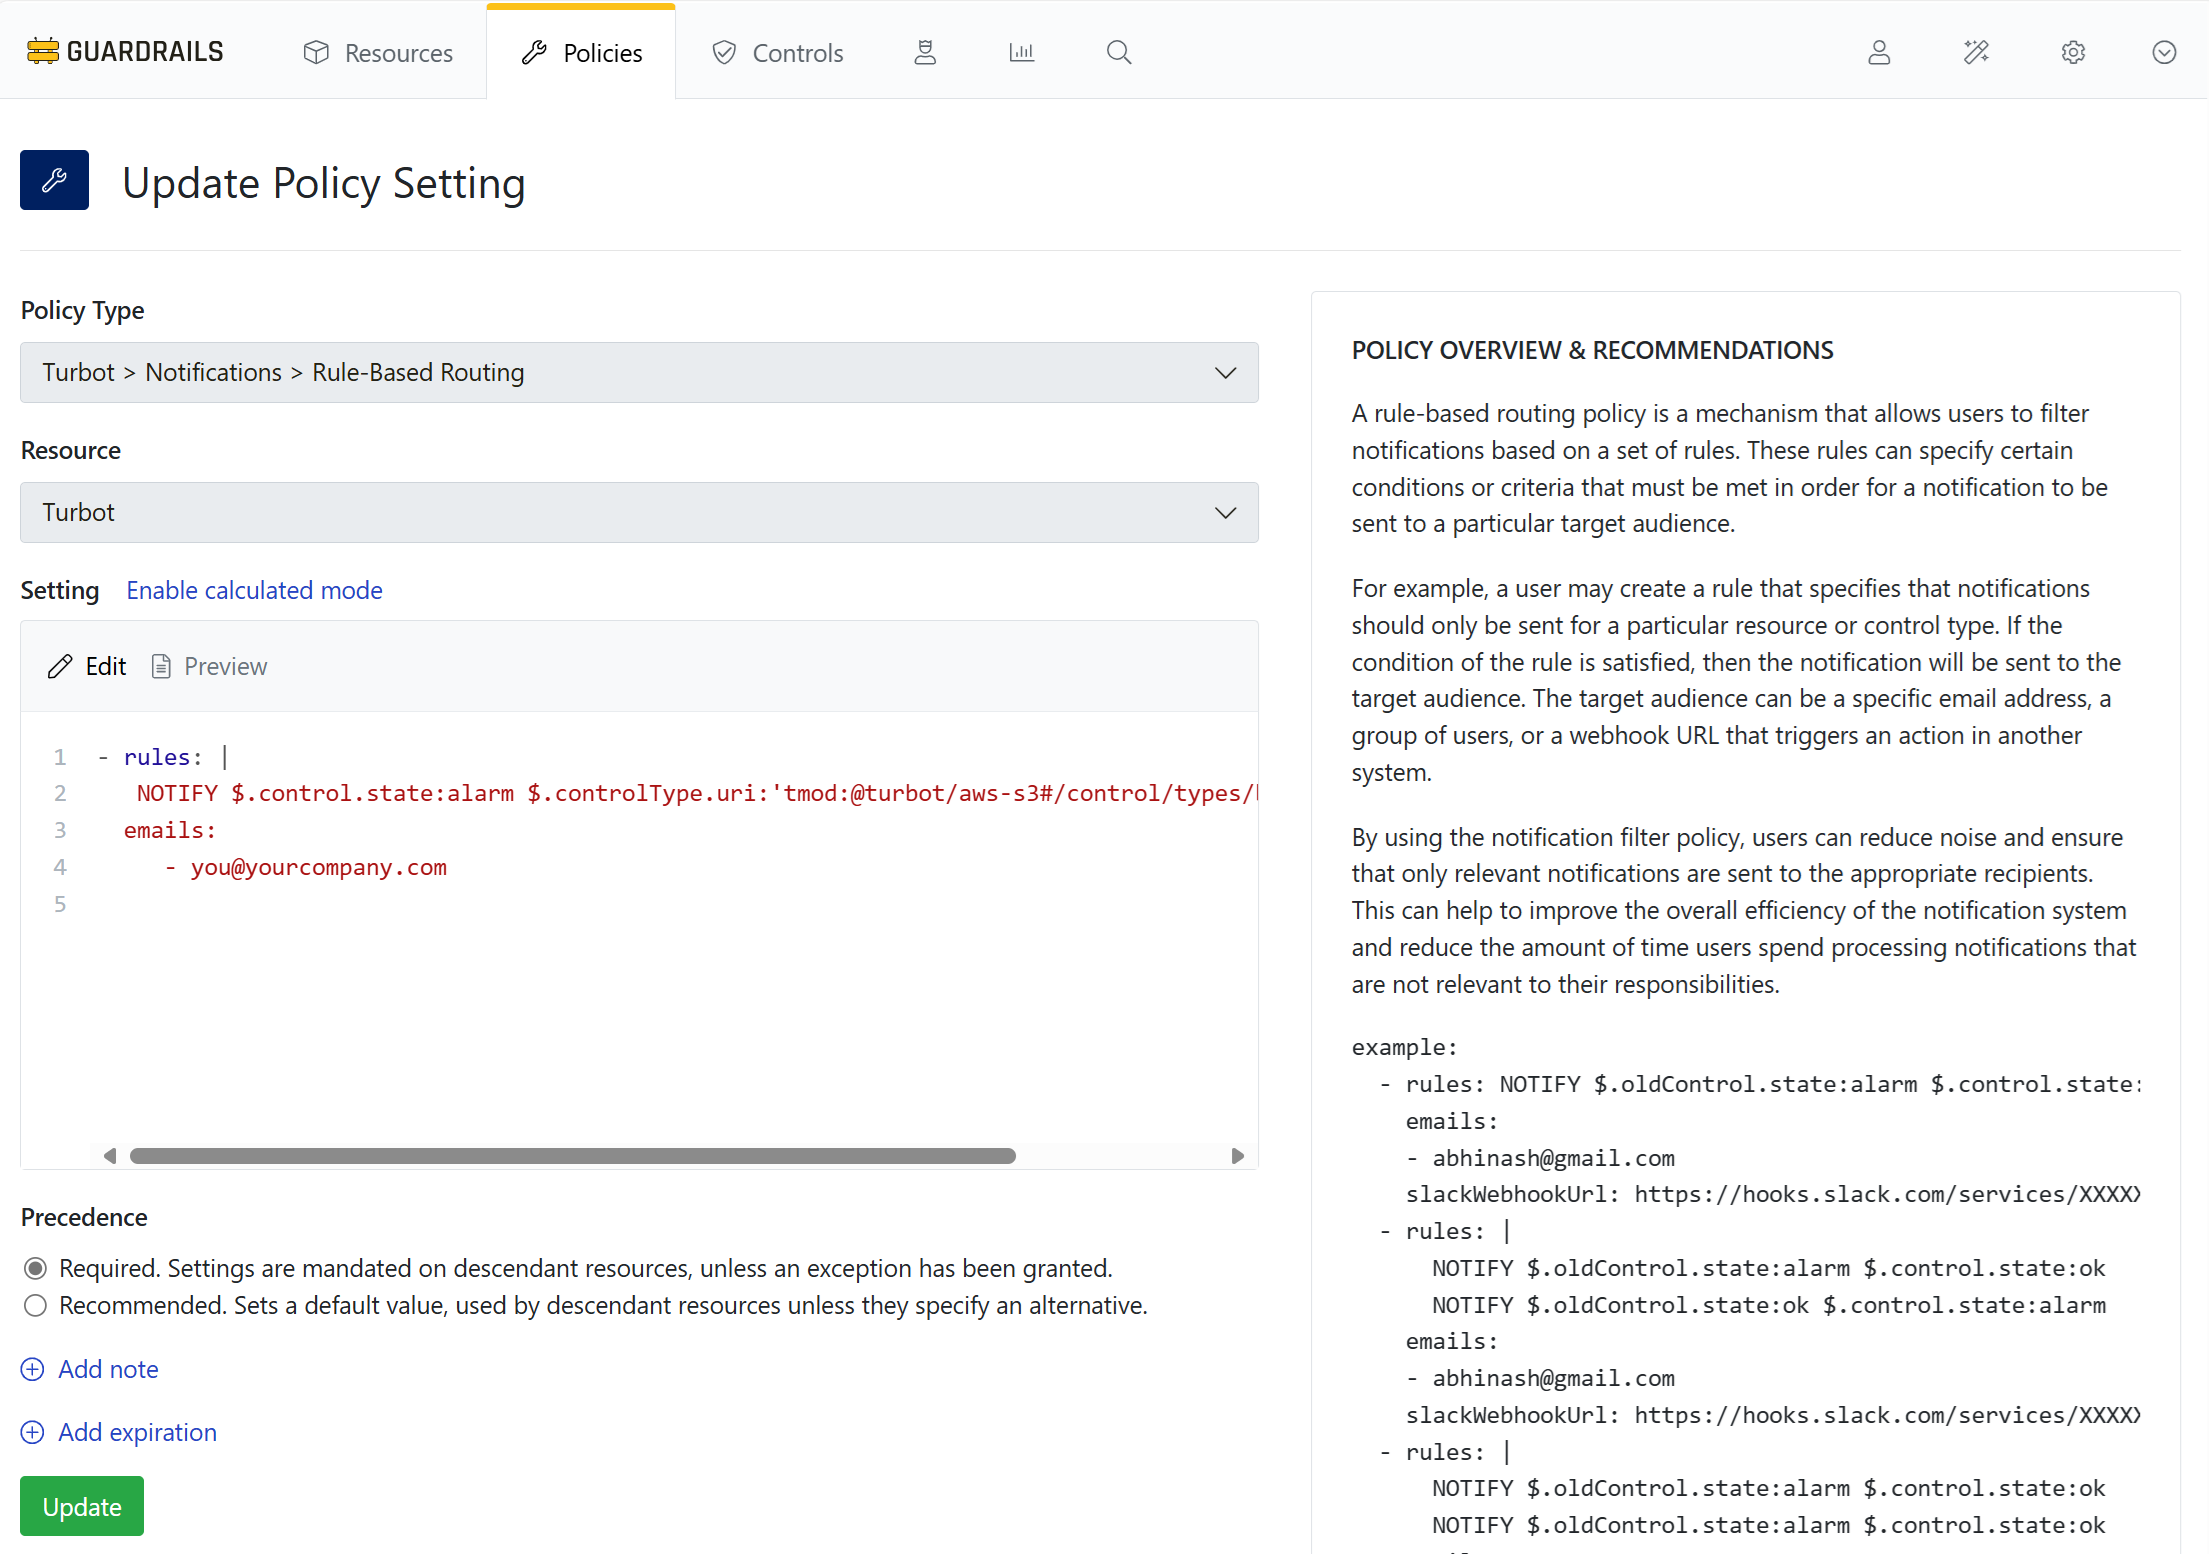 GUARDRAILS
Resources
Policies
Controls
Update Policy Setting
Policy Type
Turbot > Notifications > Rule-Based Routing
Resource
Turbot
Setting Enable calculated mode
Edit Preview
1 - rules: |
2 NOTIFY $.control.state:alarm $.controlType.uri:'tmod:@turbot/aws-s3#/control/types/
3 emails:
4 - you@yourcompany.com
5
Precedence
Required. Settings are mandated on descendant resources, unless an exception has been granted.
Recommended. Sets a default value, used by descendant resources unless they specify an alternative.
Add note
Add expiration
Update
POLICY OVERVIEW & RECOMMENDATIONS
A rule-based routing policy is a mechanism that allows users to filter
notifications based on a set of rules. These rules can specify certain
conditions or criteria that must be met in order for a notification to be
sent to a particular target audience.
For example, a user may create a rule that specifies that notifications
should only be sent for a particular resource or control type. If the
condition of the rule is satisfied, then the notification will be sent to the
target audience. The target audience can be a specific email address, a
group of users, or a webhook URL that triggers an action in another
system.
By using the notification filter policy, users can reduce noise and ensure
that only relevant notifications are sent to the appropriate recipients.
This can help to improve the overall efficiency of the notification system
and reduce the amount of time users spend processing notifications that
are not relevant to their responsibilities.
example:
- rules: NOTIFY $.oldControl.state:alarm $.control.state:
emails:
- abhinash@gmail.com
slackWebhookUrl: https://hooks.slack.com/services/XXXXX
- rules: |
NOTIFY $.oldControl.state:alarm $.control.state:ok
NOTIFY $.oldControl.state:ok $.control.state:alarm
emails:
- abhinash@gmail.com
slackWebhookUrl: https://hooks.slack.com/services/XXXXX
- rules: |
NOTIFY $.oldControl.state:alarm $.control.state:ok
NOTIFY $.oldControl.state:alarm $.control.state:ok